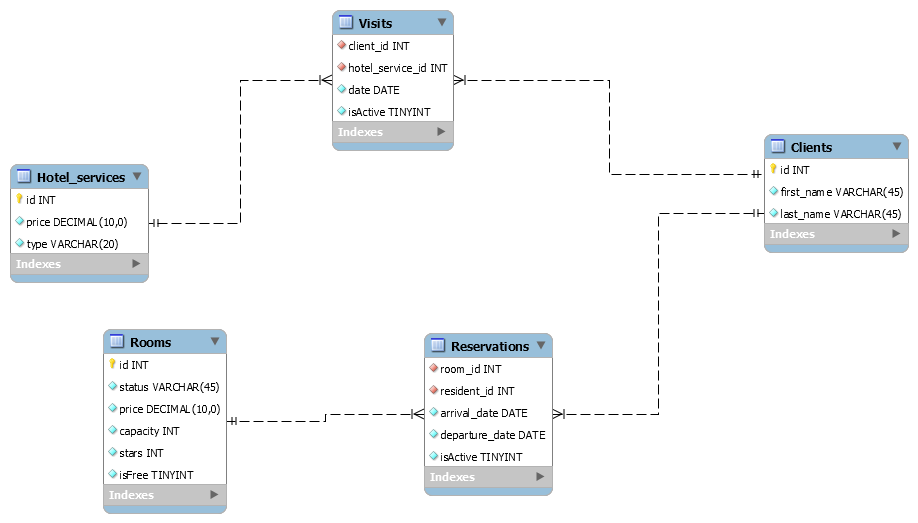 Visits
client_id INT
hotel_service_id INT
date DATE
isActive TINYINT
Indexes
Clients
id INT
first_name VARCHAR(45)
last_name VARCHAR(45)
Indexes
Hotel_services
id INT
price DECIMAL(10,0)
type VARCHAR(20)
Indexes
Rooms
id INT
status VARCHAR(45)
price DECIMAL(10,0)
capacity INT
stars INT
isFree TINYINT
Indexes
Reservations
room_id INT
resident_id INT
arrival_date DATE
departure_date DATE
isActive TINYINT
Indexes